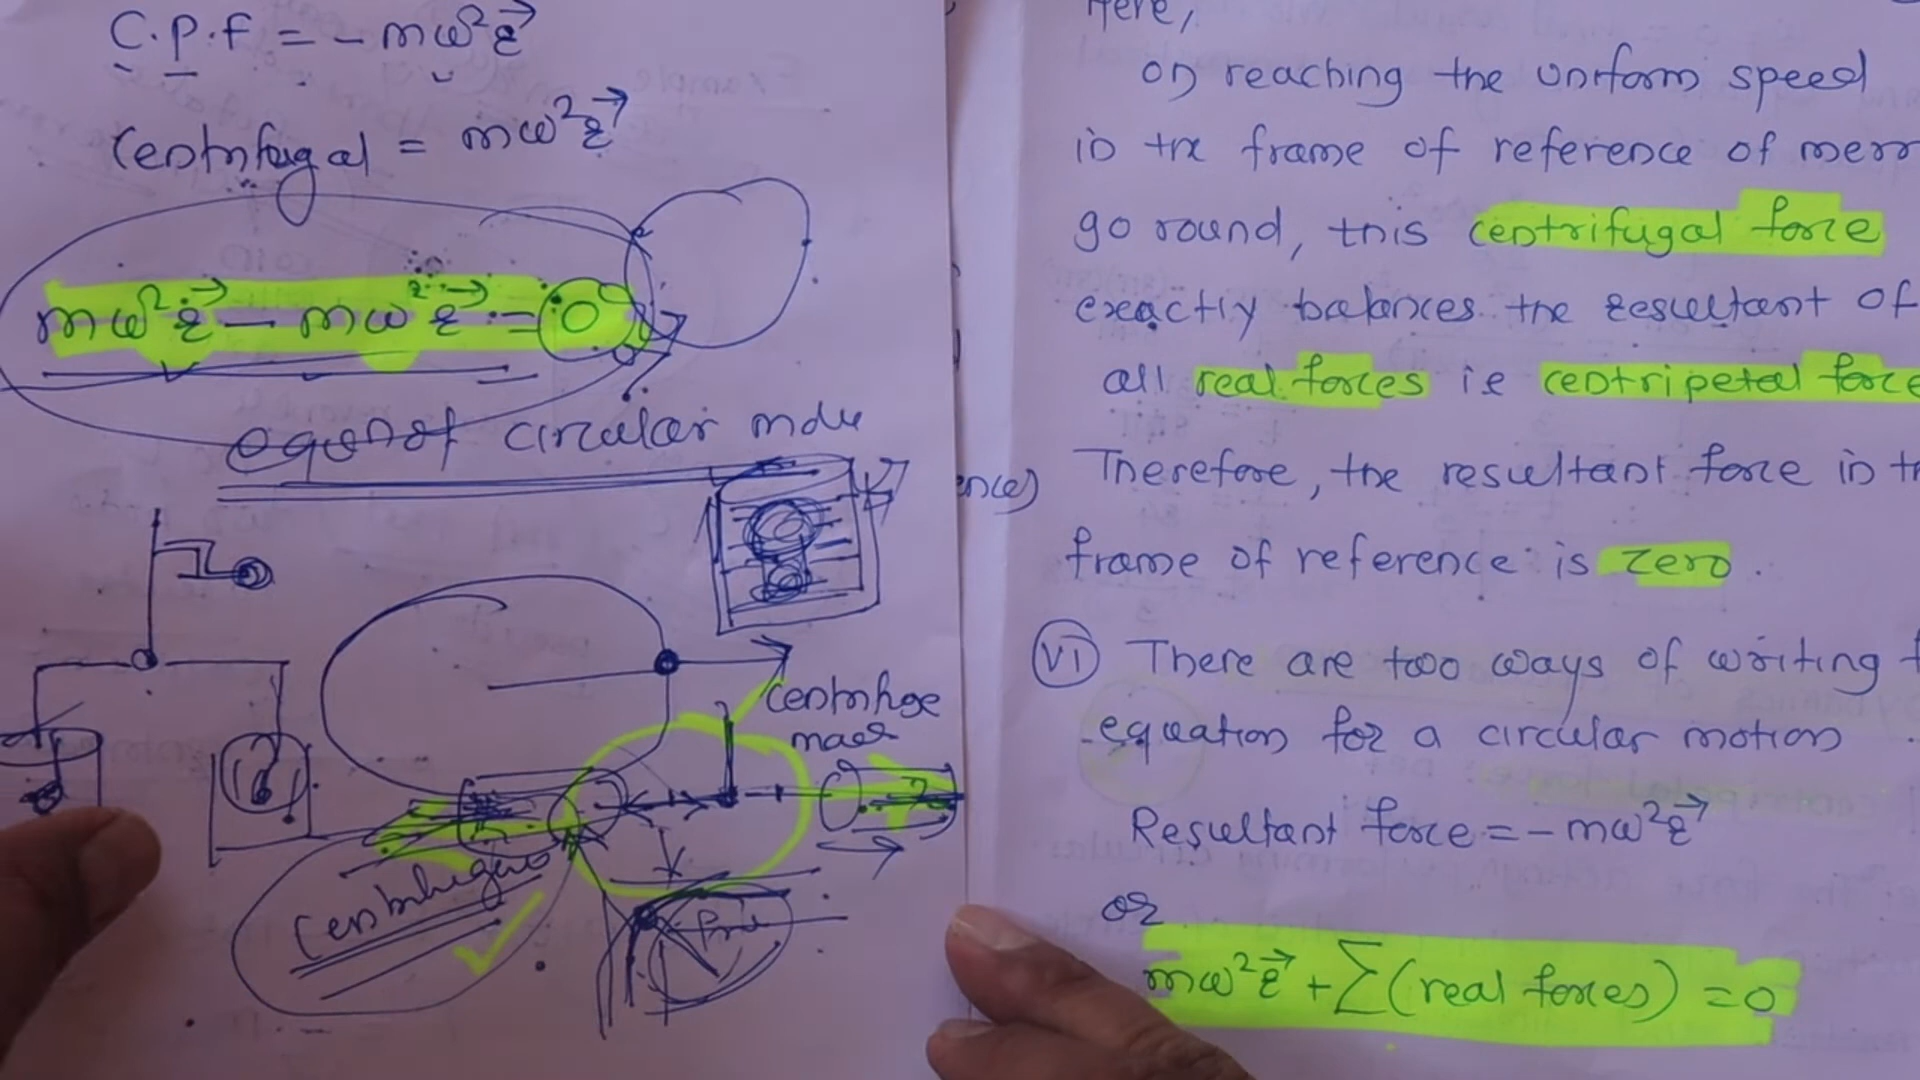 C.P.F = - mω²r⃗
Centrifugal = mω²r⃗
mω²r⃗ - mω²r⃗ = 0
eqn of circular
Centrifuge
Here,
on reaching the uniform speed
in the frame of reference of merr
go round, this centrifugal force
exactly balances the resultant of
all real forces ie centripetal force
Therefore, the resultant force in th
frame of reference is zero.
VI There are two ways of writing
equation for a circular motion
Resultant force = - mω²r⃗
or
mω²r⃗ + Σ (real forces) = 0